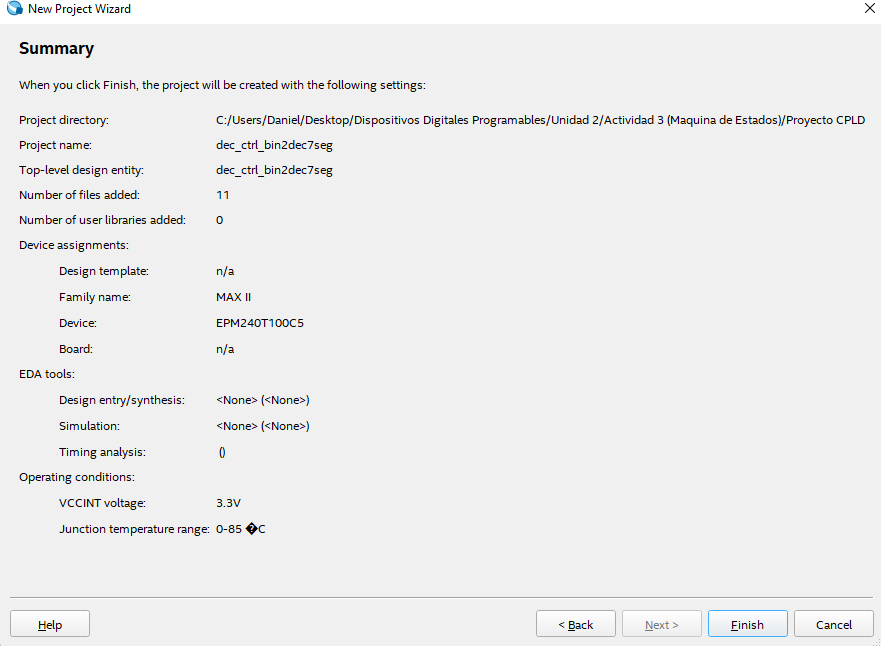 New Project Wizard
Summary
When you click Finish, the project will be created with the following settings:
Project directory: C:/Users/Daniel/Desktop/Dispositivos Digitales Programables/Unidad 2/Actividad 3 (Maquina de Estados)/Proyecto CPLD
Project name: dec_ctrl_bin2dec7seg
Top-level design entity: dec_ctrl_bin2dec7seg
Number of files added: 11
Number of user libraries added: 0
Device assignments:
Design template: n/a
Family name: MAX II
Device: EPM240T100C5
Board: n/a
EDA tools:
Design entry/synthesis: <None> (<None>)
Simulation: <None> (<None>)
Timing analysis: ()
Operating conditions:
VCCINT voltage: 3.3V
Junction temperature range: 0-85 �C
Help < Back Next > Finish Cancel